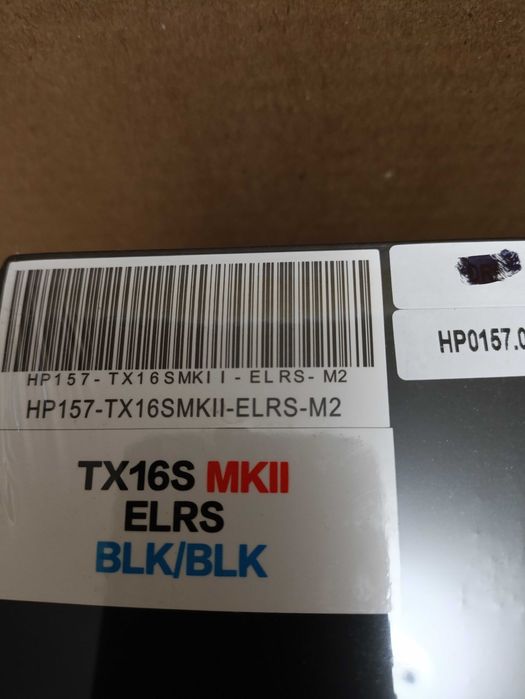 HP157-TX16SMKII-ELRS-M2
HP157-TX16SMKII-ELRS-M2
TX16S MKII
ELRS
BLK/BLK
HP0157.0